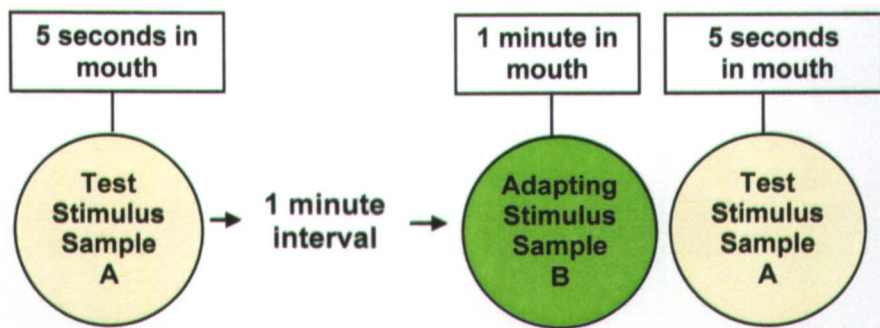 5 seconds in
mouth
1 minute in
mouth
5 seconds
in mouth
Test
Stimulus
Sample
A
1 minute
interval
Adapting
Stimulus
Sample
B
Test
Stimulus
Sample
A